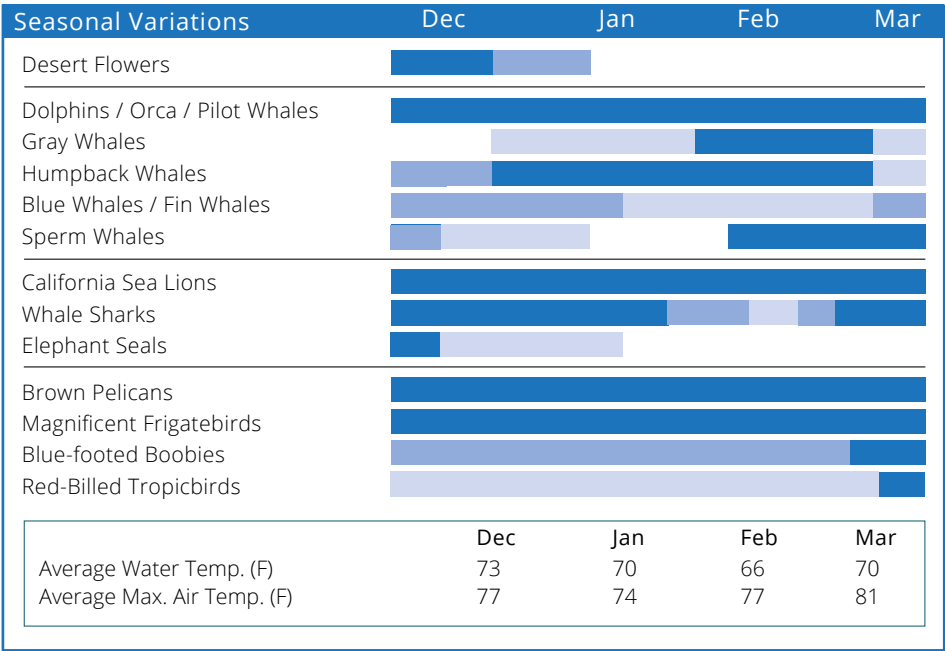 Seasonal Variations Dec Jan Feb Mar
Desert Flowers
Dolphins / Orca / Pilot Whales
Gray Whales
Humpback Whales
Blue Whales / Fin Whales
Sperm Whales
California Sea Lions
Whale Sharks
Elephant Seals
Brown Pelicans
Magnificent Frigatebirds
Blue-footed Boobies
Red-Billed Tropicbirds
Dec Jan Feb Mar
Average Water Temp. (F) 73 70 66 70
Average Max. Air Temp. (F) 77 74 77 81